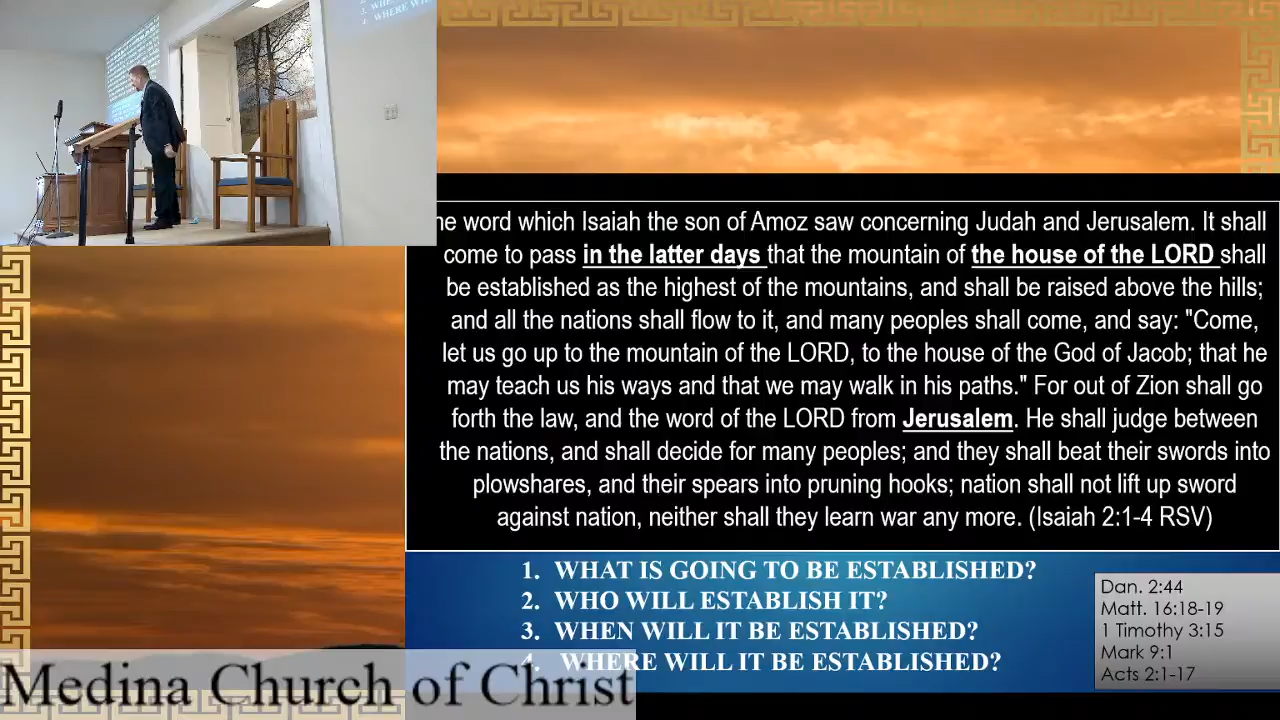 he word which Isaiah the son of Amoz saw concerning Judah and Jerusalem. It shall
come to pass in the latter days that the mountain of the house of the LORD shall
be established as the highest of the mountains, and shall be raised above the hills;
and all the nations shall flow to it, and many peoples shall come, and say: "Come,
let us go up to the mountain of the LORD, to the house of the God of Jacob; that he
may teach us his ways and that we may walk in his paths." For out of Zion shall go
forth the law, and the word of the LORD from Jerusalem. He shall judge between
the nations, and shall decide for many peoples; and they shall beat their swords into
plowshares, and their spears into pruning hooks; nation shall not lift up sword
against nation, neither shall they learn war any more. (Isaiah 2:1-4 RSV)
1. WHAT IS GOING TO BE ESTABLISHED?
2. WHO WILL ESTABLISH IT?
3. WHEN WILL IT BE ESTABLISHED?
4. WHERE WILL IT BE ESTABLISHED?
Dan. 2:44
Matt. 16:18-19
1 Timothy 3:15
Mark 9:1
Acts 2:1-17
Medina Church of Christ